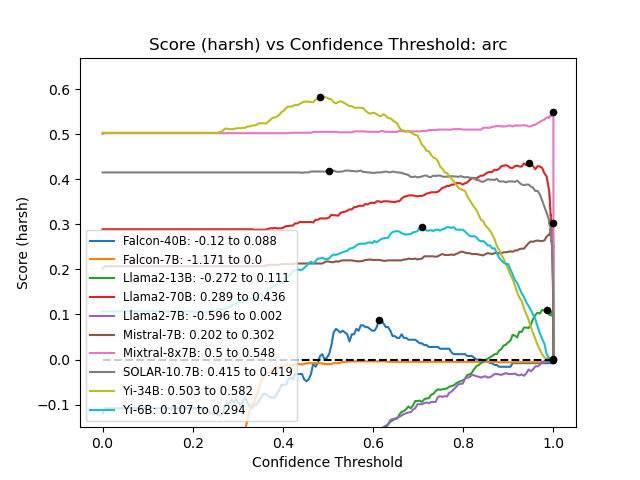 Score (harsh) vs Confidence Threshold: arc
Score (harsh)
0.6
0.5
0.4
0.3
0.2
0.1
0.0
−0.1
Falcon-40B: -0.12 to 0.088
Falcon-7B: -1.171 to 0.0
Llama2-13B: -0.272 to 0.111
Llama2-70B: 0.289 to 0.436
Llama2-7B: -0.596 to 0.002
Mistral-7B: 0.202 to 0.302
Mixtral-8x7B: 0.5 to 0.548
SOLAR-10.7B: 0.415 to 0.419
Yi-34B: 0.503 to 0.582
Yi-6B: 0.107 to 0.294
0.0 0.2 0.4 0.6 0.8 1.0
Confidence Threshold